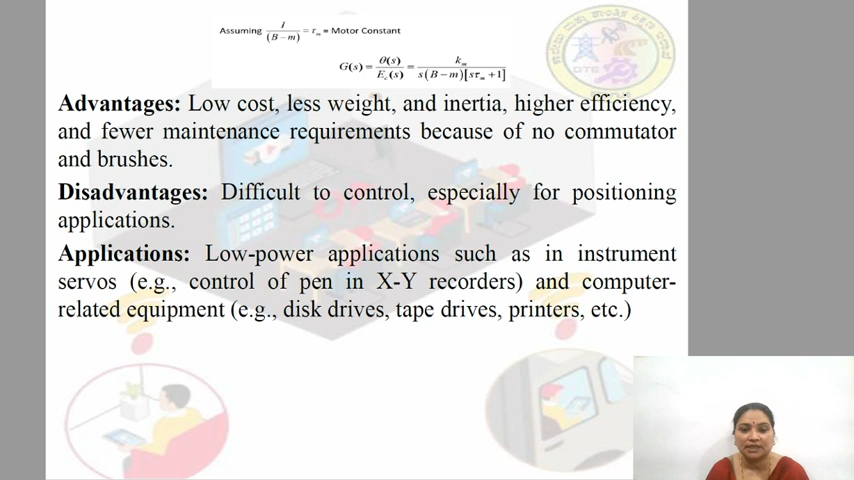 Assuming J/(B−m) = τₘ = Motor Constant
G(s) = θ(s)/E_c(s) = kₘ/s(B−m)[sτₘ+1]
Advantages: Low cost, less weight, and inertia, higher efficiency,
and fewer maintenance requirements because of no commutator
and brushes.
Disadvantages: Difficult to control, especially for positioning
applications.
Applications: Low-power applications such as in instrument
servos (e.g., control of pen in X-Y recorders) and computer-
related equipment (e.g., disk drives, tape drives, printers, etc.)
DTE